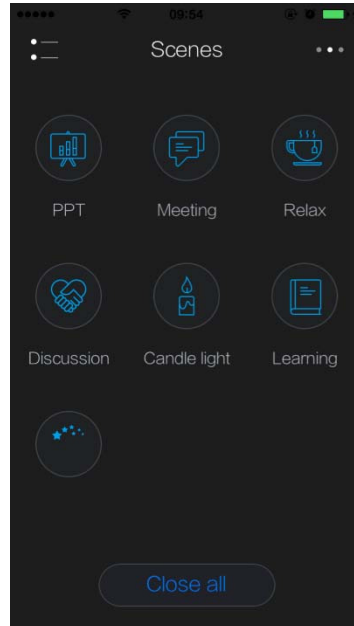 09:54
Scenes
PPT Meeting Relax
Discussion Candle light Learning
Close all